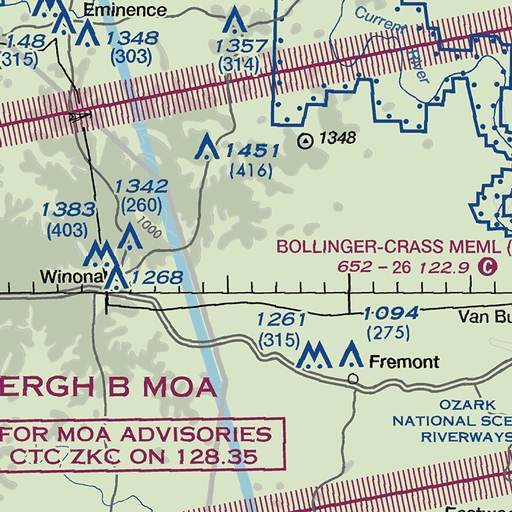 Eminence
148
(315)
1348
(303)
1357
(314)
Current
River
1348
1451
(416)
1342
(260)
1000
1383
(403)
Winona
1268
BOLLINGER-CRASS MEML (
652 - 26 122.9 C
1094
(275)
1261
(315)
Van Bu
Fremont
ERGH B MOA
FOR MOA ADVISORIES
CTC ZKC ON 128.35
OZARK
NATIONAL SCE
RIVERWAYS
Eastwo